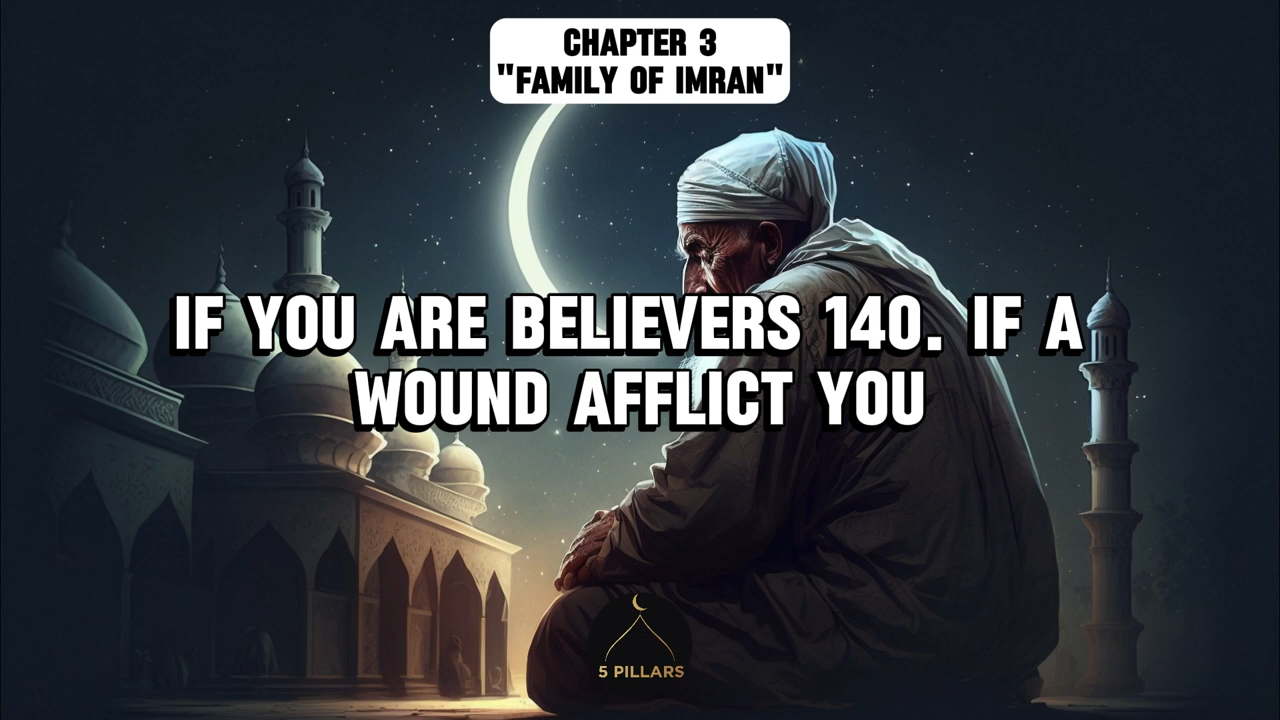 CHAPTER 3
"FAMILY OF IMRAN"
IF YOU ARE BELIEVERS 140. IF A
WOUND AFFLICT YOU
5 PILLARS